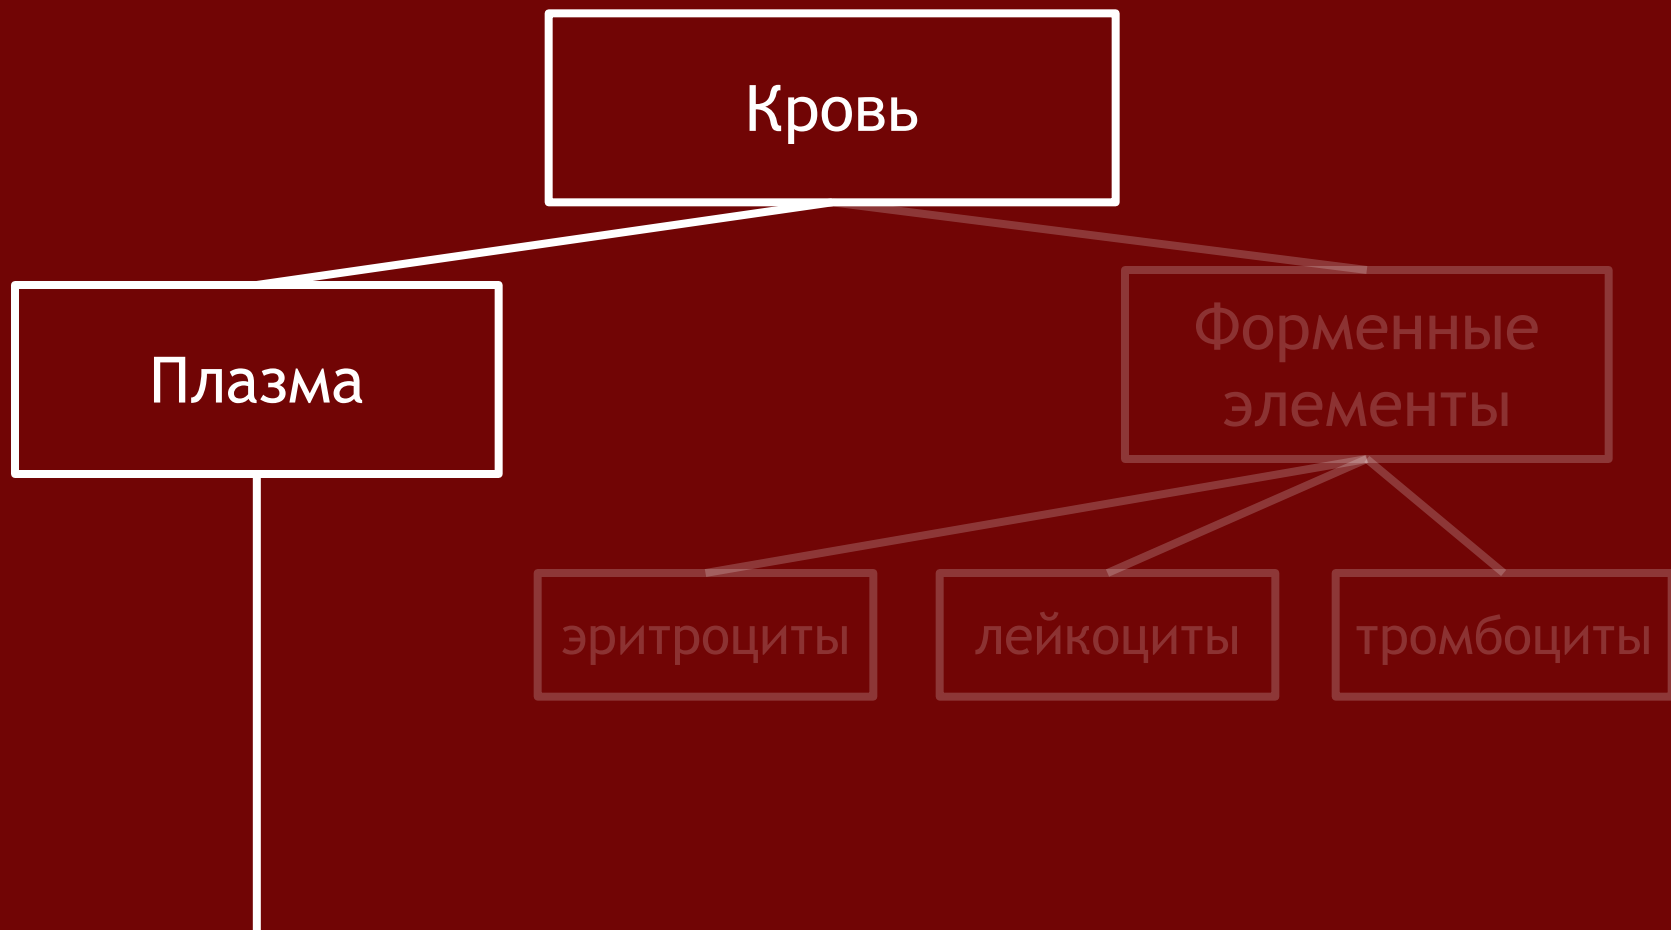 Кровь
Плазма
Форменные
элементы
эритроциты
лейкоциты
тромбоциты